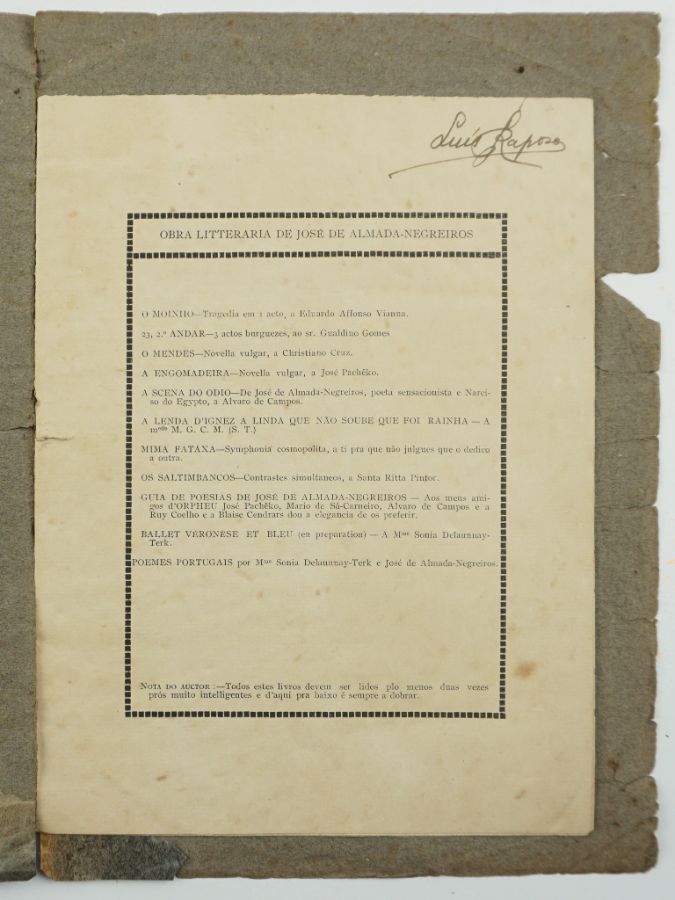 Luís Raposo
OBRA LITTERARIA DE JOSÉ DE ALMADA-NEGREIROS
O MOINHO—Tragedia em 1 acto, a Eduardo Affonso Vianna.
23, 2.º ANDAR—3 actos burguezes, ao sr. Gualdino Gomes
O MENDES—Novella vulgar, a Christiano Cruz.
A ENGOMADEIRA—Novella vulgar, a José Pachêko.
A SCENA DO ODIO—De José de Almada-Negreiros, poeta sensacionista e Narci-
so do Egypto, a Alvaro de Campos.
A LENDA D'IGNEZ A LINDA QUE NÃO SOUBE QUE FOI RAINHA — A
M. G. C. M. (S. T.)
MIMA FATÁXA—Symphonia cosmopolita, a ti pra que não julgues que o dedico
a outra.
OS SALTIMBANCOS—Contrastes simultaneos, a Santa Ritta Pintor.
GUIA DE POESIAS DE JOSÉ DE ALMADA-NEGREIROS — Aos meus ami-
gos d'ORPHEU José Pachêko, Mario de Sá-Carneiro, Alvaro de Campos e a
Ruy Coelho e a Blaise Cendrars dou a elegancia de os preferir.
BALLET VÉRONÈSE ET BLEU (en preparation) — A Mme Sonia Delaunnay-
Terk.
POEMES PORTUGAIS por Mme Sonia Delaunnay-Terk e José de Almada-Negreiros.
NOTA DO AUCTOR:—Todos estes livros devem ser lidos plo menos duas vezes
prós muito intelligentes e d'aqui pra baixo é sempre a dobrar.